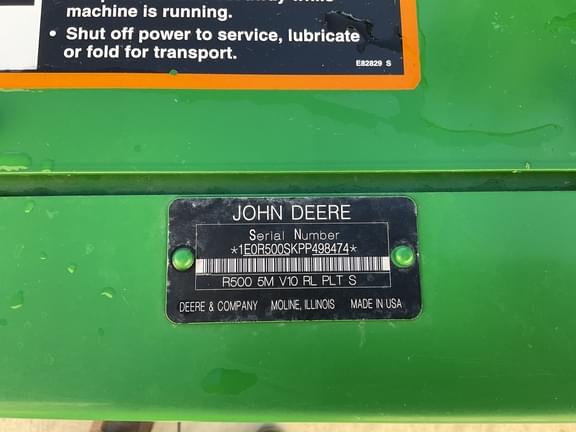 machine is running.
• Shut off power to service, lubricate
or fold for transport.
E82829 S
JOHN DEERE
Serial Number
*1E0R500SKPP498474*
R500 5M V10 RL PLT S
DEERE & COMPANY MOLINE, ILLINOIS MADE IN USA